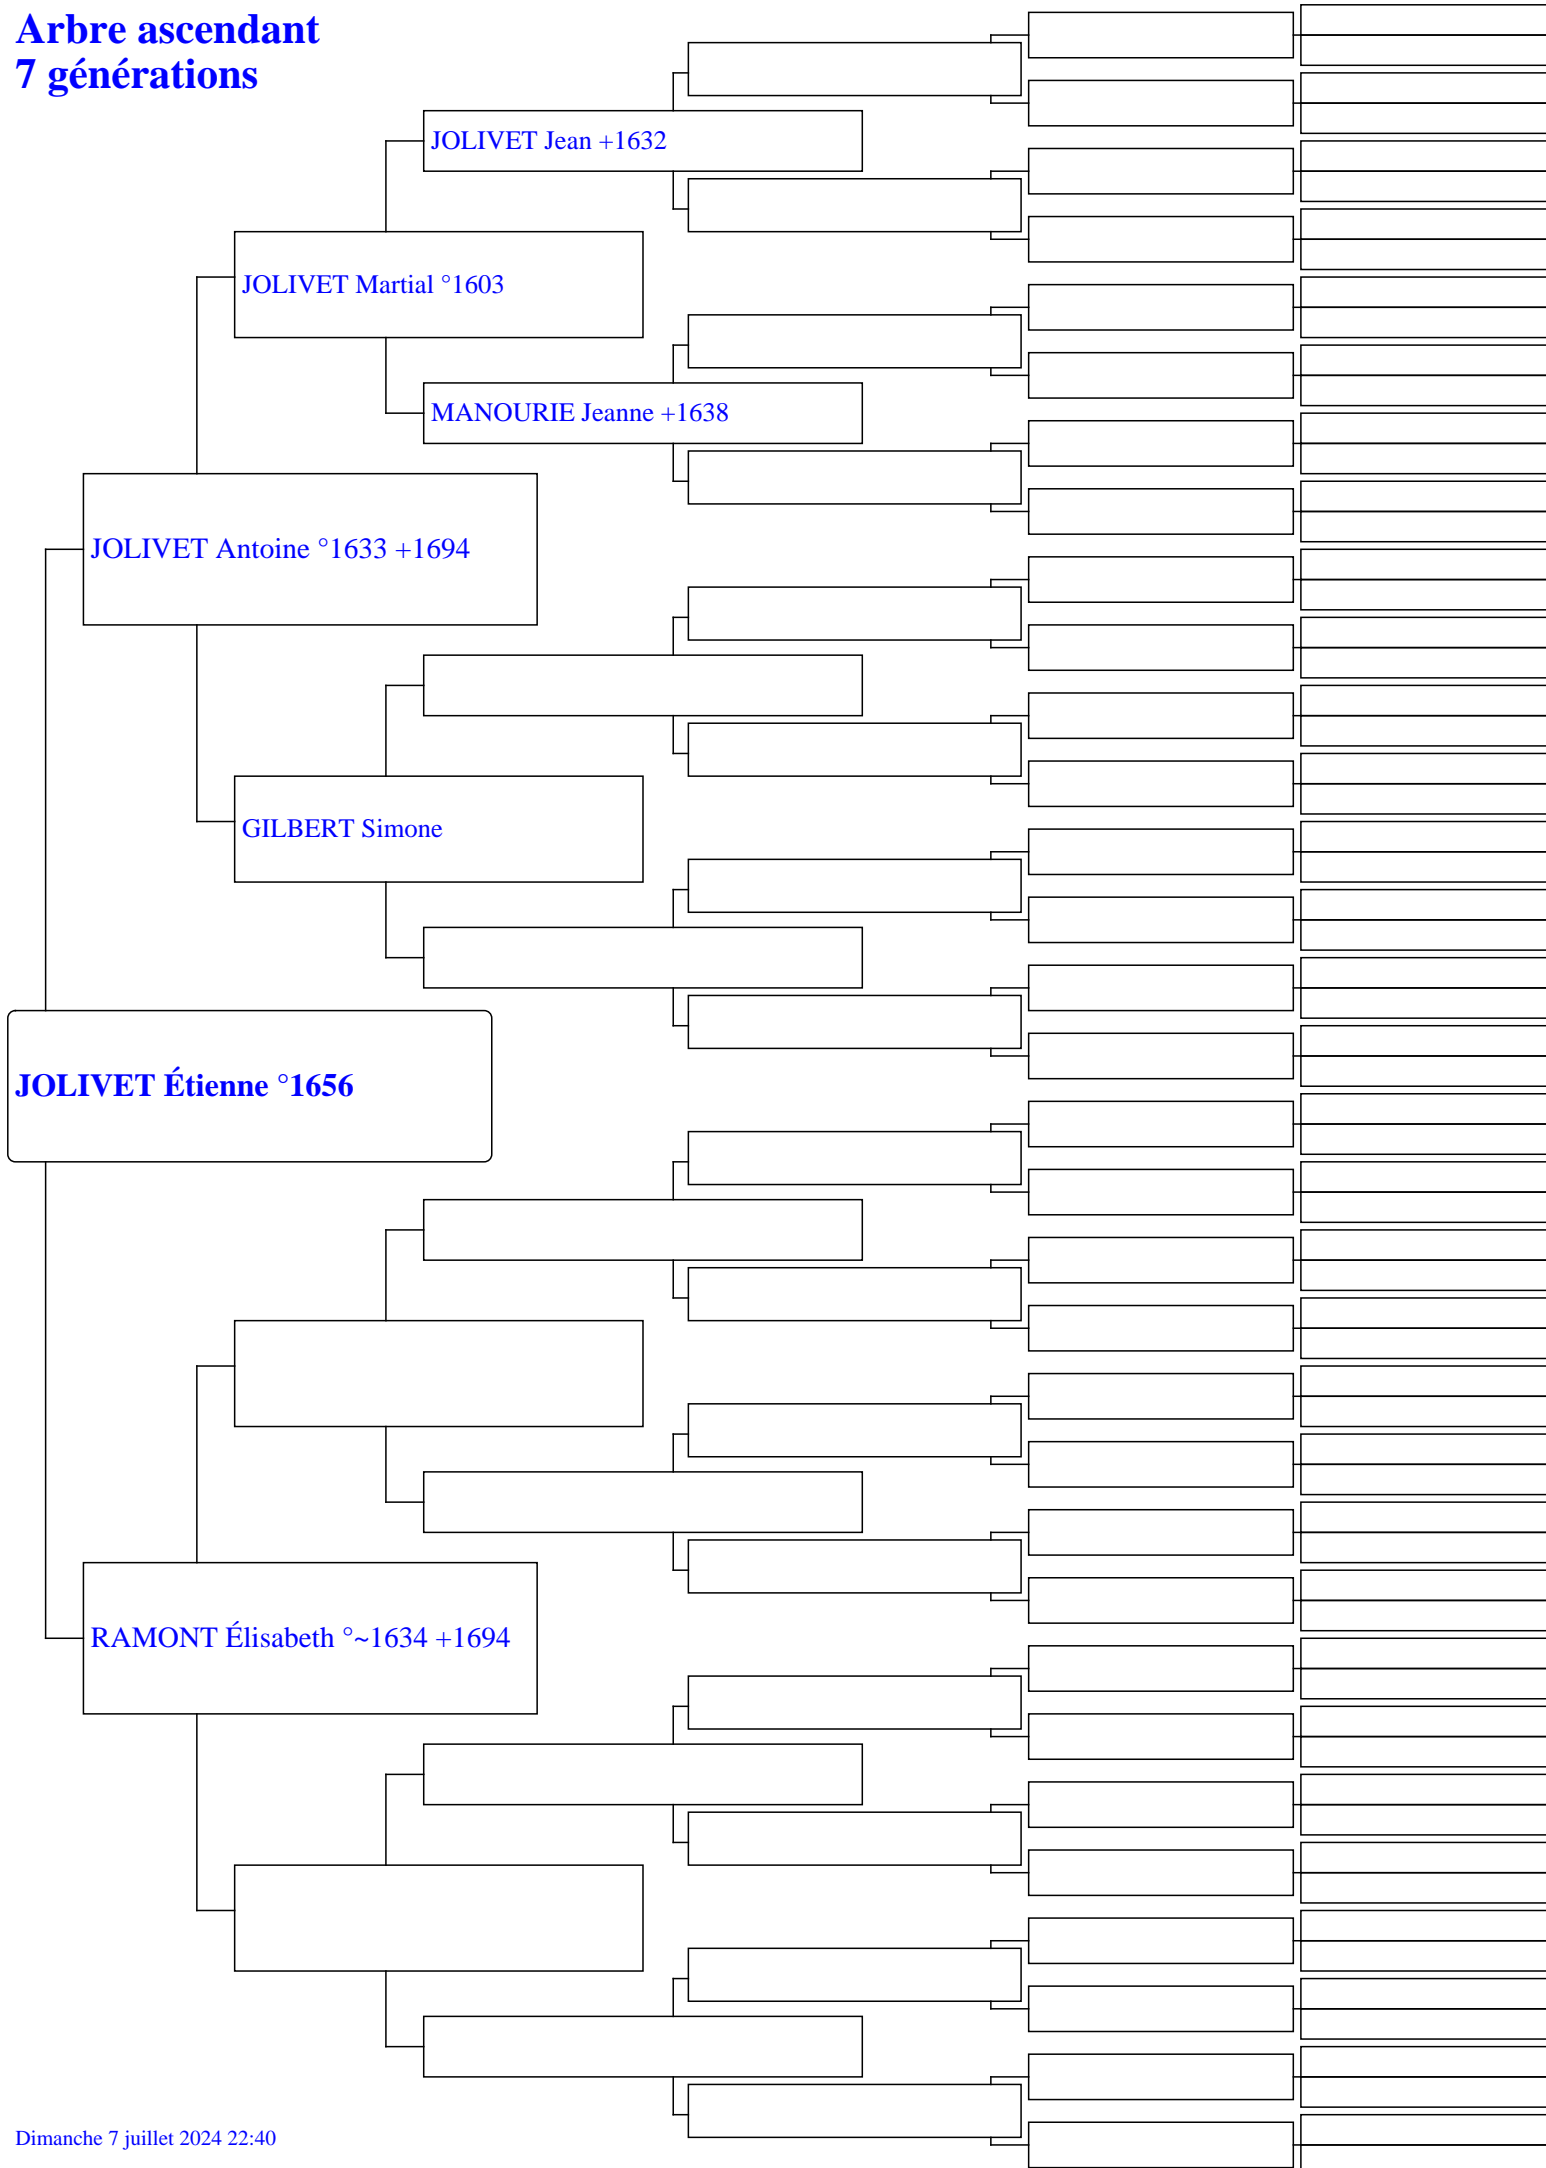 Arbre ascendant
7 générations
JOLIVET Jean +1632
JOLIVET Martial °1603
MANOURIE Jeanne +1638
JOLIVET Antoine °1633 +1694
GILBERT Simone
JOLIVET Étienne °1656
RAMONT Élisabeth °~1634 +1694
Dimanche 7 juillet 2024 22:40